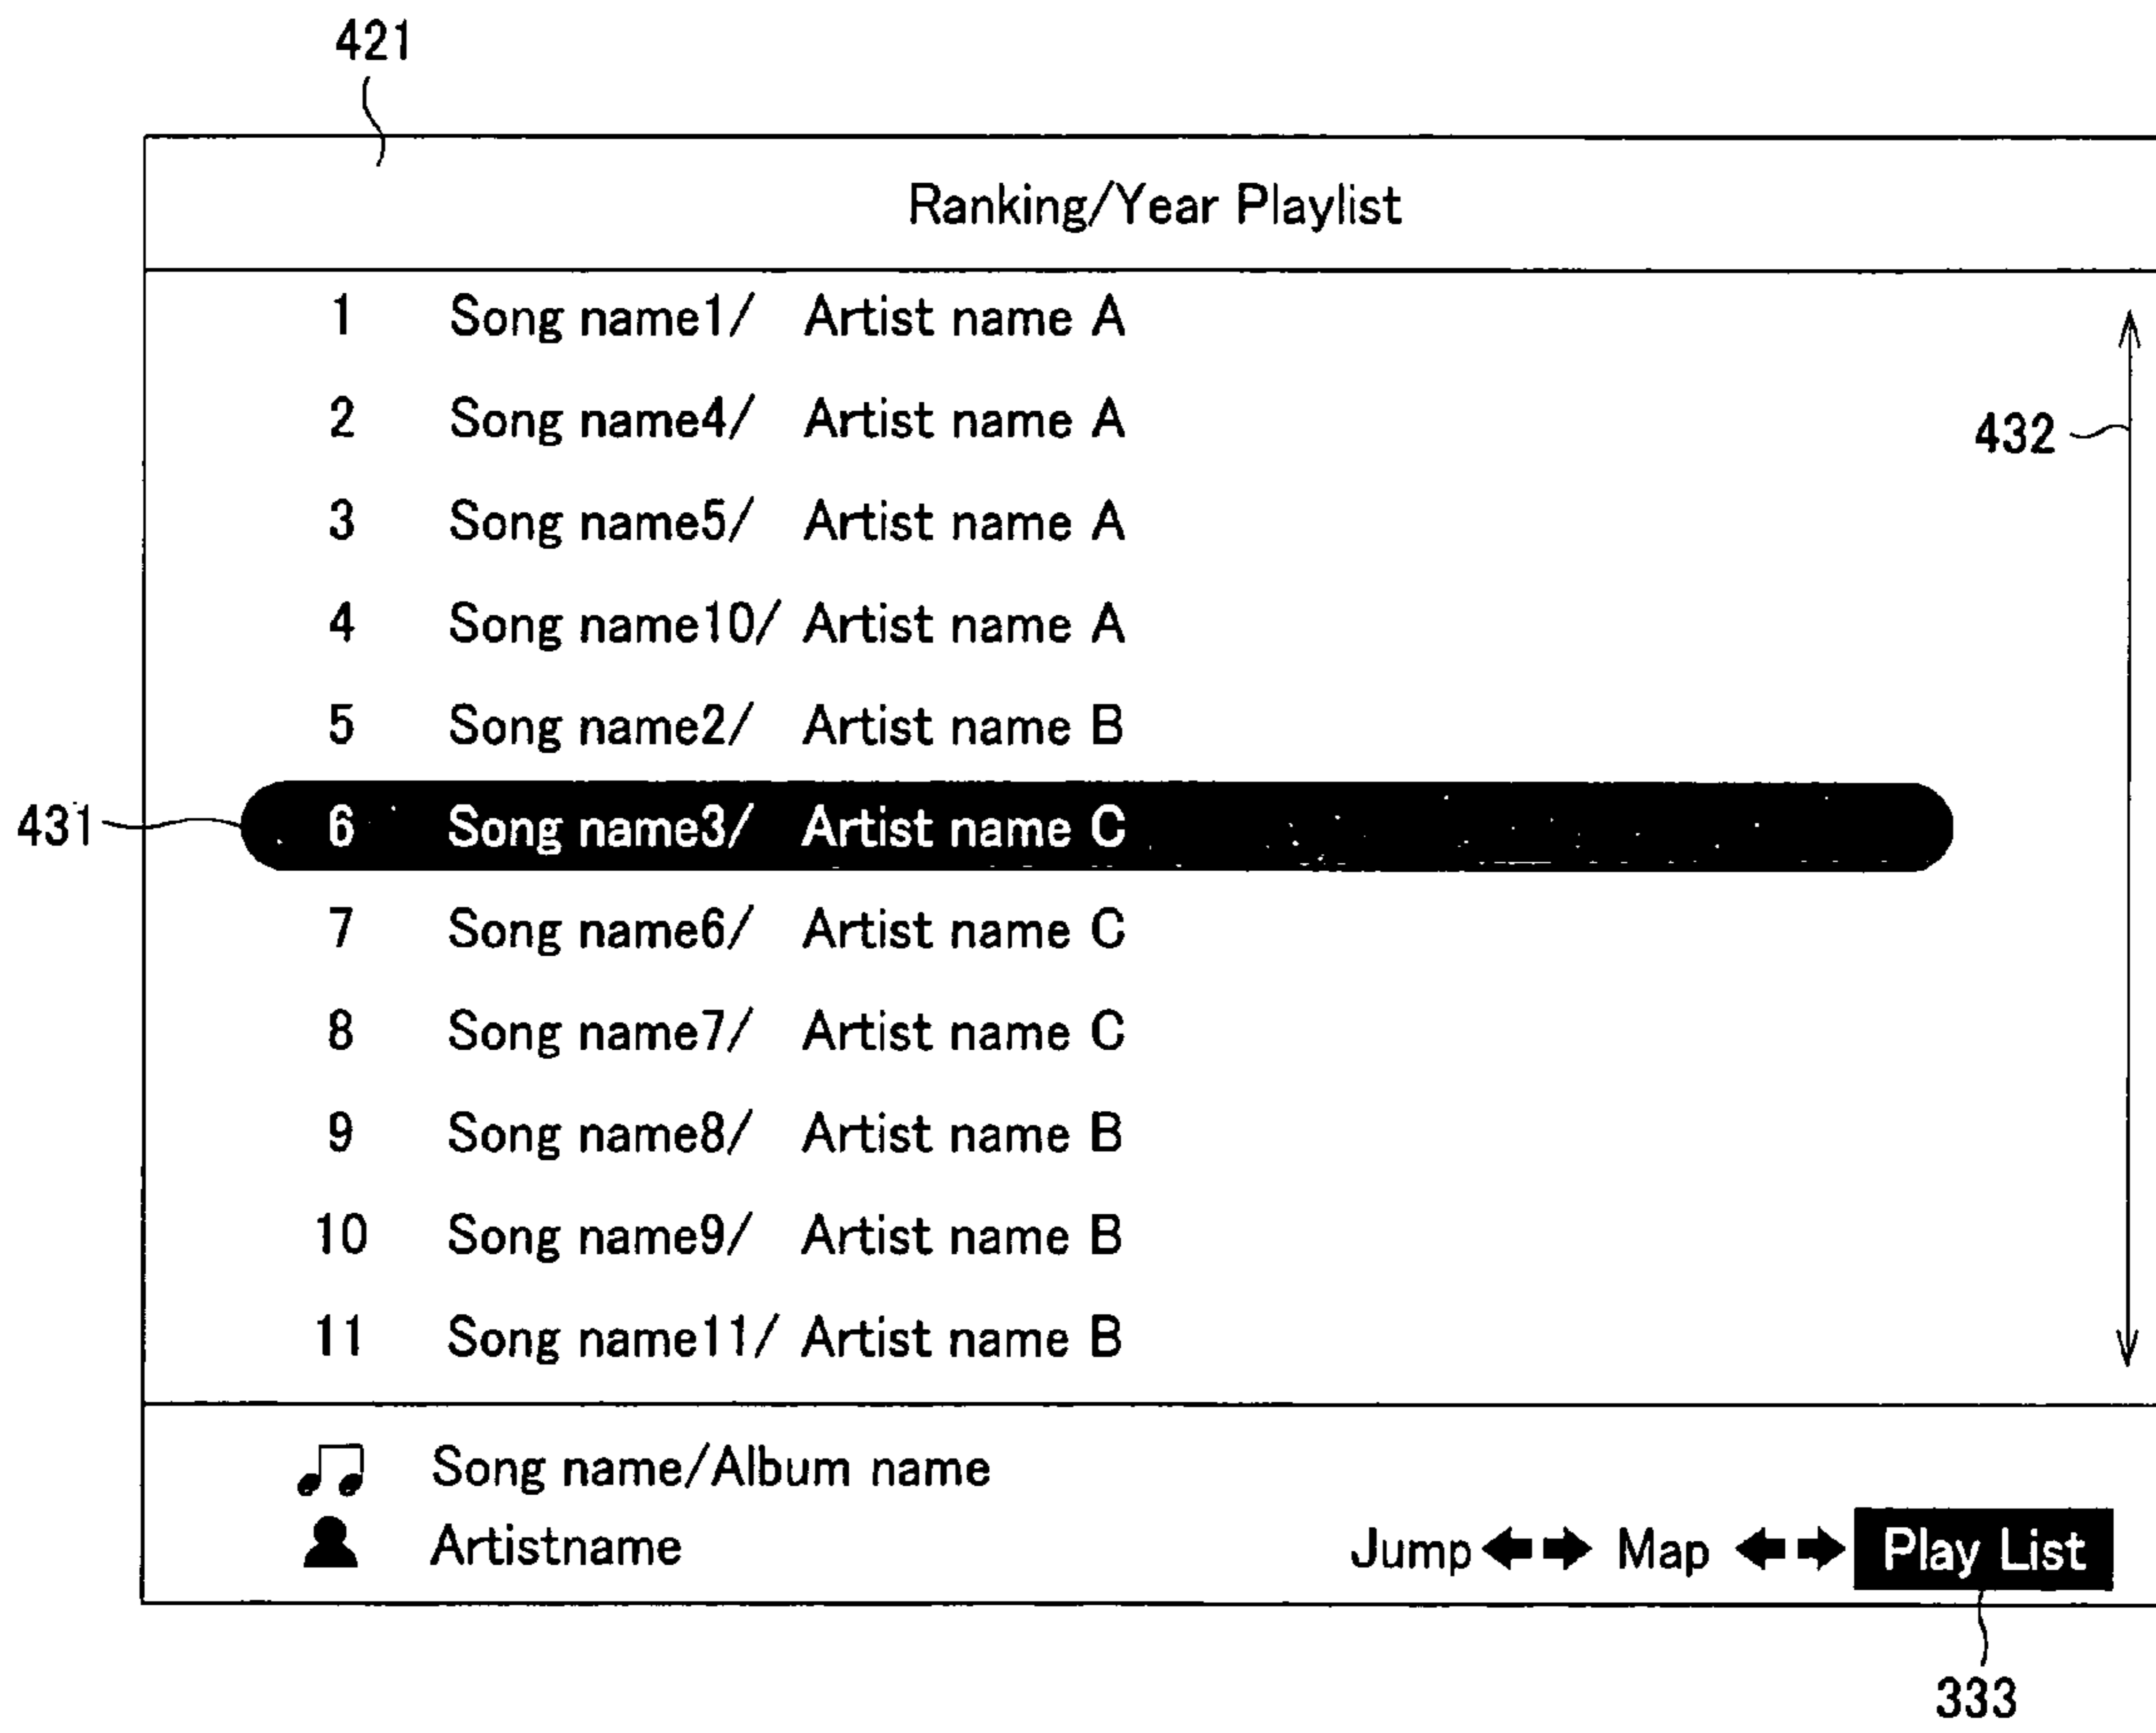 421
Ranking/Year Playlist
1 Song name1/ Artist name A
2 Song name4/ Artist name A
432
3 Song name5/ Artist name A
4 Song name10/ Artist name A
5 Song name2/ Artist name B
431
6 Song name3/ Artist name C
7 Song name6/ Artist name C
8 Song name7/ Artist name C
9 Song name8/ Artist name B
10 Song name9/ Artist name B
11 Song name11/ Artist name B
Song name/Album name
Artistname
Jump Map Play List
333